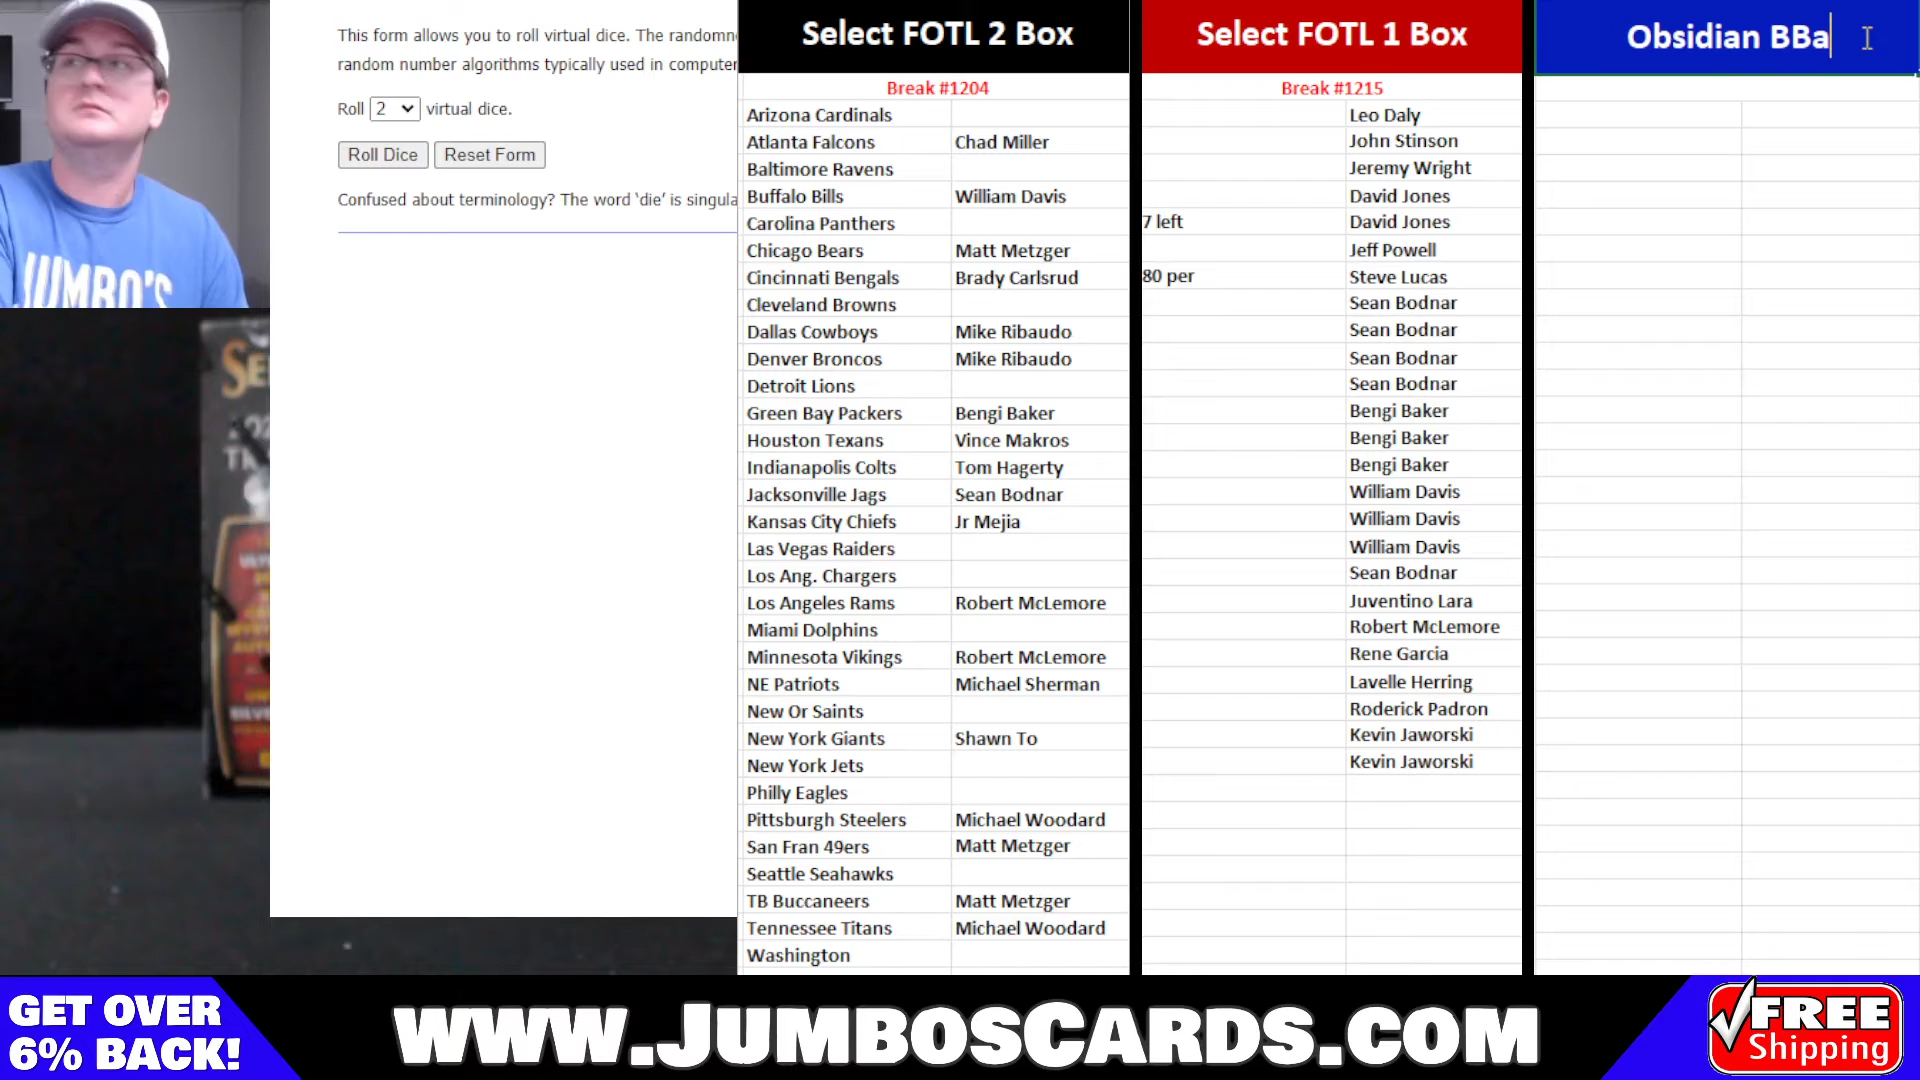 JUMBO'S
This form allows you to roll virtual dice. The
random number algorithms typically used in
Roll 2 virtual dice.
Roll Dice Reset Form
Confused about terminology? The word 'die' is
Select FOTL 2 Box
Break #1204
Arizona Cardinals
Atlanta Falcons Chad Miller
Baltimore Ravens
Buffalo Bills William Davis
Carolina Panthers
Chicago Bears Matt Metzger
Cincinnati Bengals Brady Carlsrud
Cleveland Browns
Dallas Cowboys Mike Ribaudo
Denver Broncos Mike Ribaudo
Detroit Lions
Green Bay Packers Bengi Baker
Houston Texans Vince Makros
Indianapolis Colts Tom Hagerty
Jacksonville Jags Sean Bodnar
Kansas City Chiefs Jr Mejia
Las Vegas Raiders
Los Ang. Chargers
Los Angeles Rams Robert McLemore
Miami Dolphins
Minnesota Vikings Robert McLemore
NE Patriots Michael Sherman
New Or Saints
New York Giants Shawn To
New York Jets
Philly Eagles
Pittsburgh Steelers Michael Woodard
San Fran 49ers Matt Metzger
Seattle Seahawks
TB Buccaneers Matt Metzger
Tennessee Titans Michael Woodard
Washington
Select FOTL 1 Box
Break #1215
Leo Daly
John Stinson
Jeremy Wright
David Jones
7 left David Jones
Jeff Powell
80 per Steve Lucas
Sean Bodnar
Sean Bodnar
Sean Bodnar
Sean Bodnar
Bengi Baker
Bengi Baker
Bengi Baker
William Davis
William Davis
William Davis
Sean Bodnar
Juventino Lara
Robert McLemore
Rene Garcia
Lavelle Herring
Roderick Padron
Kevin Jaworski
Kevin Jaworski
Obsidian BBa
GET OVER
6% BACK!
www.JumbosCards.com
FREE
Shipping